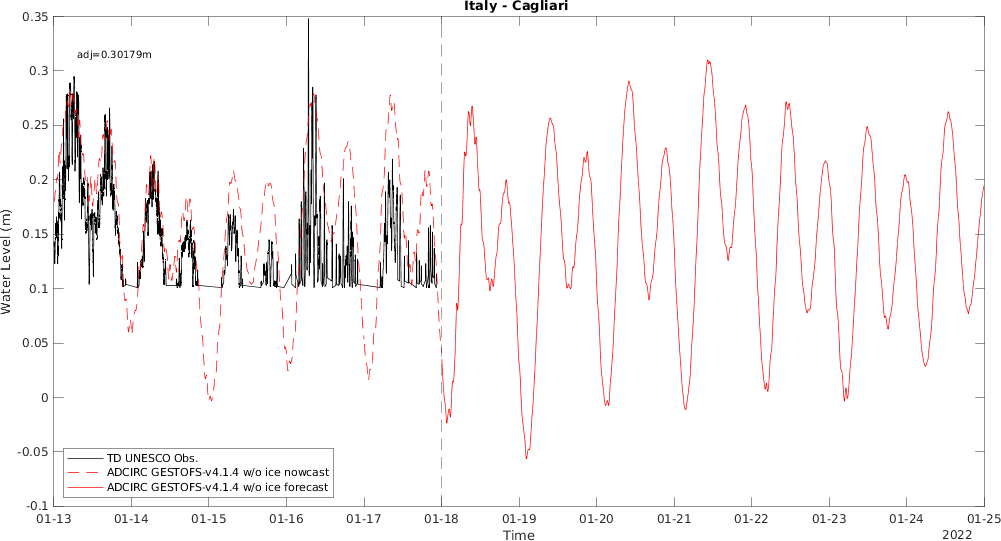 Italy - Cagliari
0.35
adj=0.30179m
0.3
0.25
0.2
0.15
0.1
0.05
0
-0.05
-0.1
Water Level (m)
TD UNESCO Obs.
ADCIRC GESTOFS-v4.1.4 w/o ice nowcast
ADCIRC GESTOFS-v4.1.4 w/o ice forecast
01-13 01-14 01-15 01-16 01-17 01-18 01-19 01-20 01-21 01-22 01-23 01-24 01-25
Time
2022